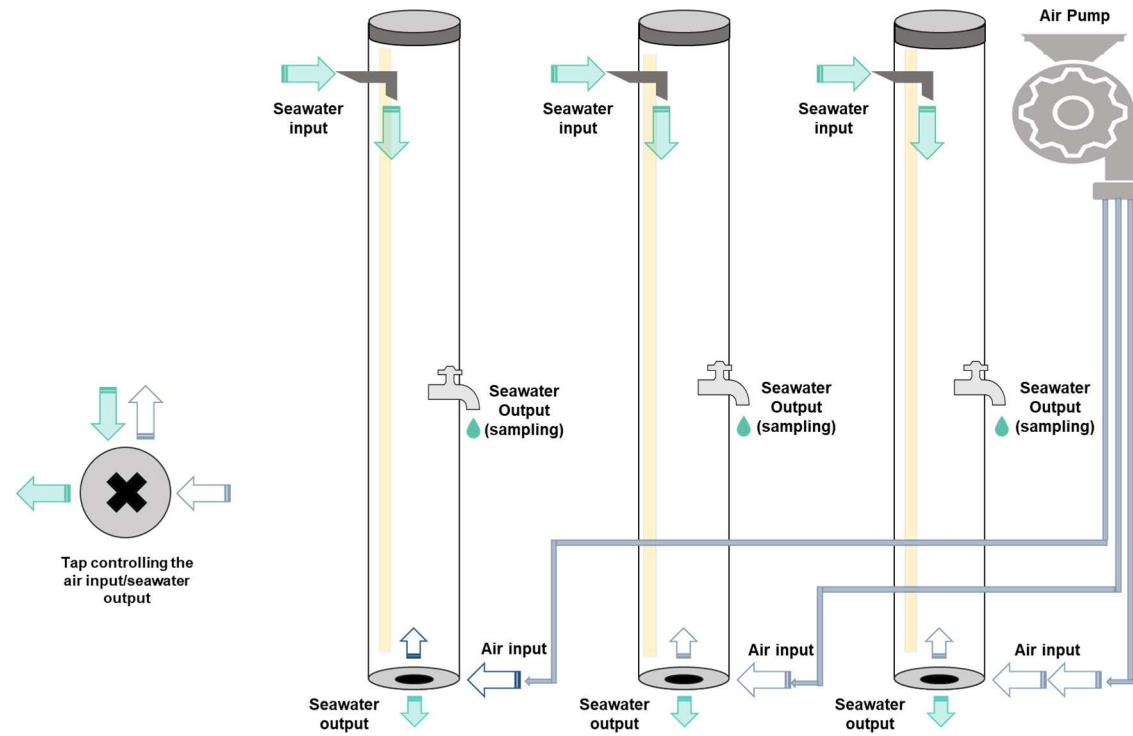 Air Pump
Seawater
input
Seawater
input
Seawater
input
Seawater
Output
(sampling)
Seawater
Output
(sampling)
Seawater
Output
(sampling)
Tap controlling the
air input/seawater
output
Air input
Air input
Air input
Seawater
output
Seawater
output
Seawater
output